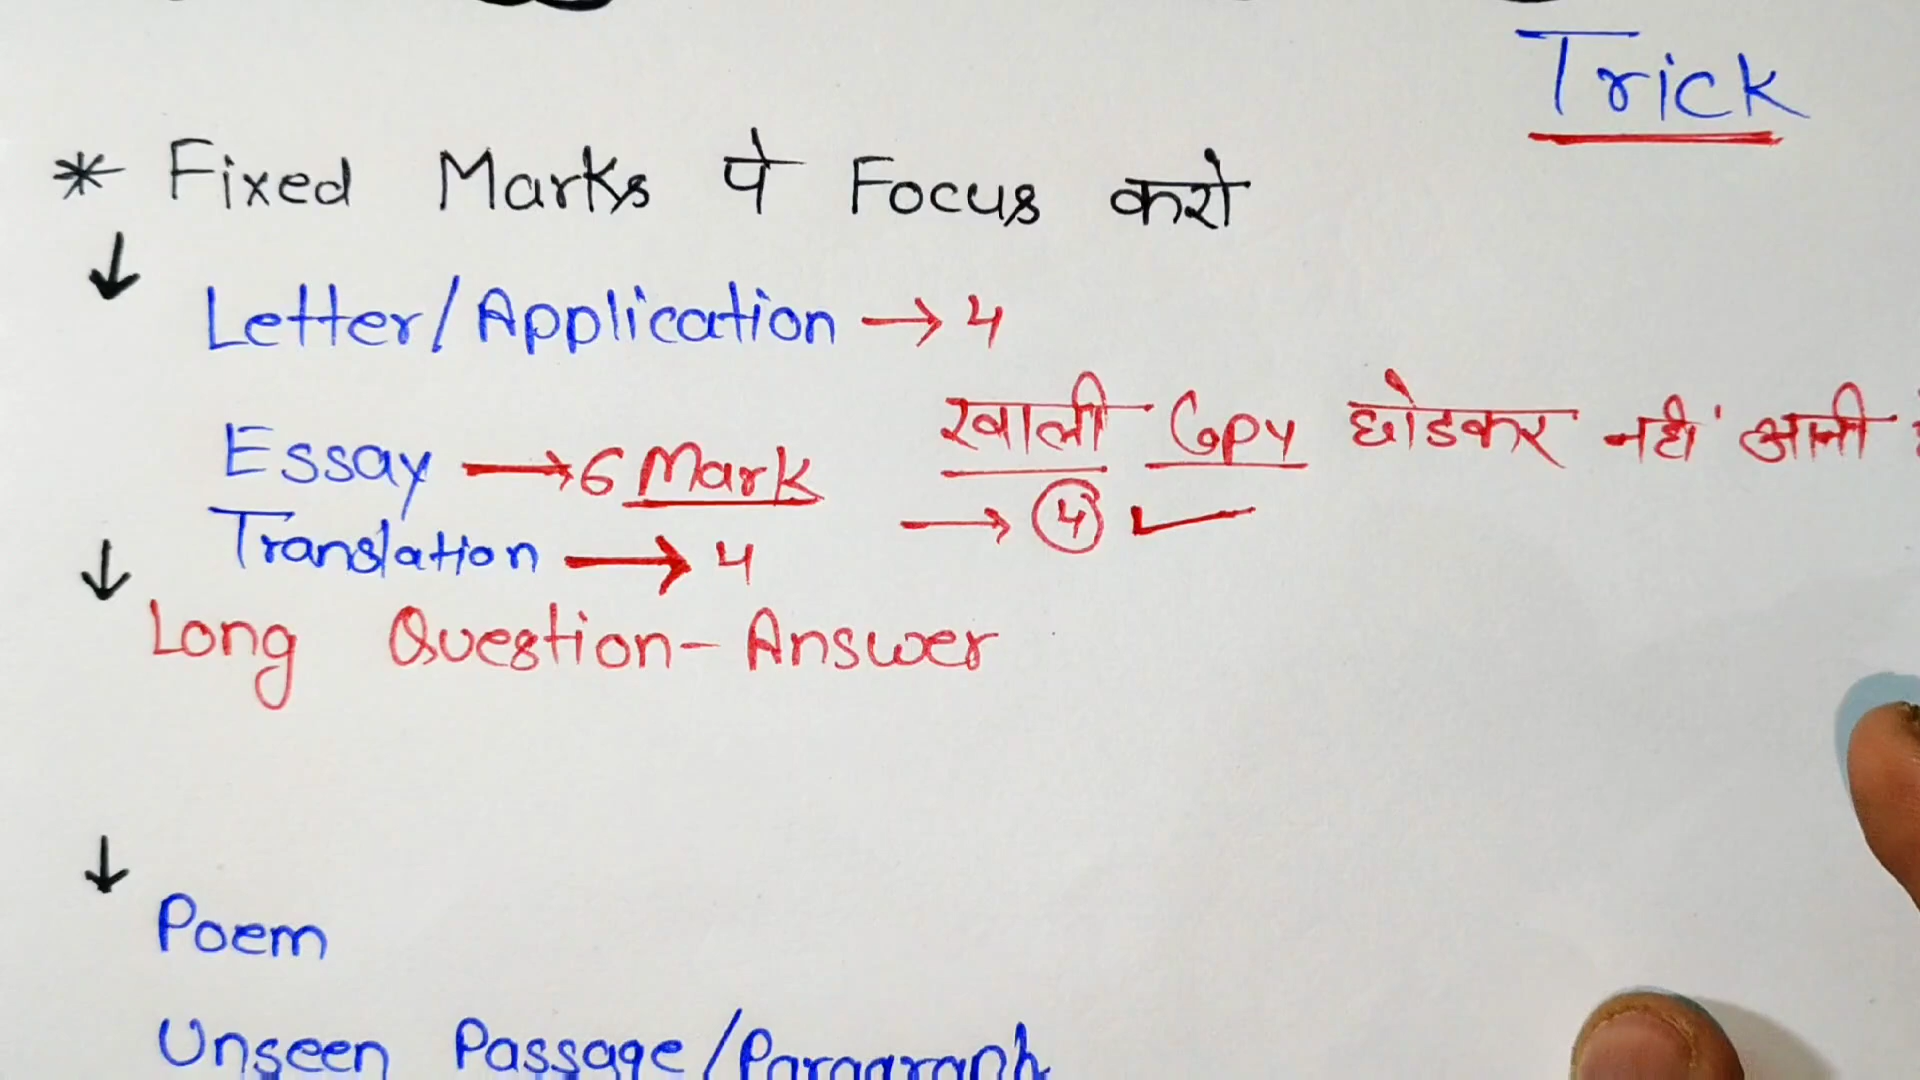 Trick
* Fixed Marks पे Focus करो
↓ Letter/Application → 4
खाली Copy छोडकर नहीं आनी
Essay → 6 Mark
→ 4 ✓
Translation → 4
↓ Long Question-Answer
↓ Poem
Unseen Passage/Paragraph